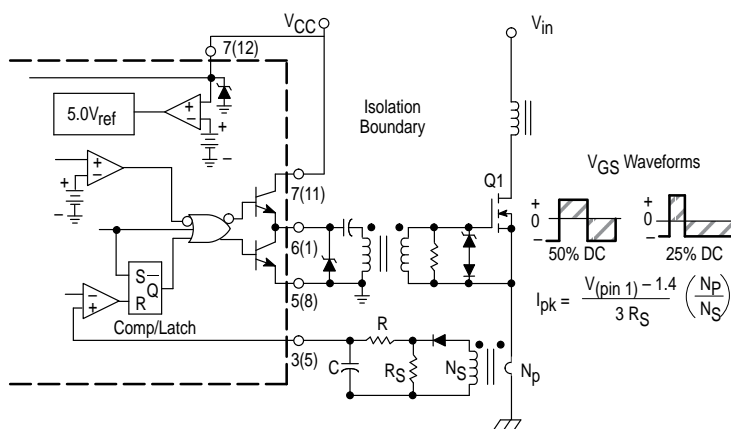 VCC
Vin
7(12)
5.0Vref
+
−
+
−
Isolation
Boundary
+
−
+
−
7(11)
Q1
VGS Waveforms
+
0
−
50% DC
+
0
−
25% DC
6(1)
S
R
Q
−
+
5(8)
Comp/Latch
Ipk = V(pin 1) − 1.4 / 3 RS (NP/NS)
3(5)
R
C
RS
NS
Np